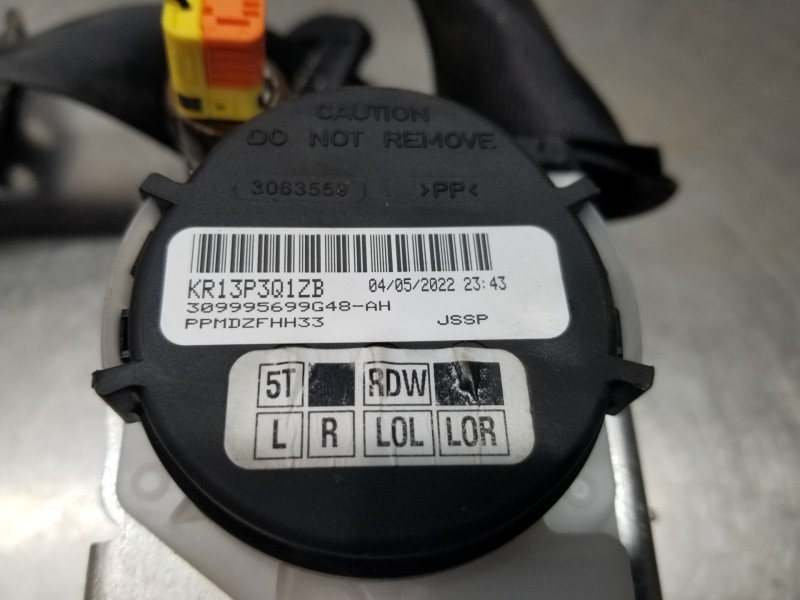 CAUTION
DO NOT REMOVE
3063559 >PP<
KR13P3Q1ZB 04/05/2022 23:43
309995699G48-AH
PPMDZFHH33 JSSP
5T RDW
L R LOL LOR